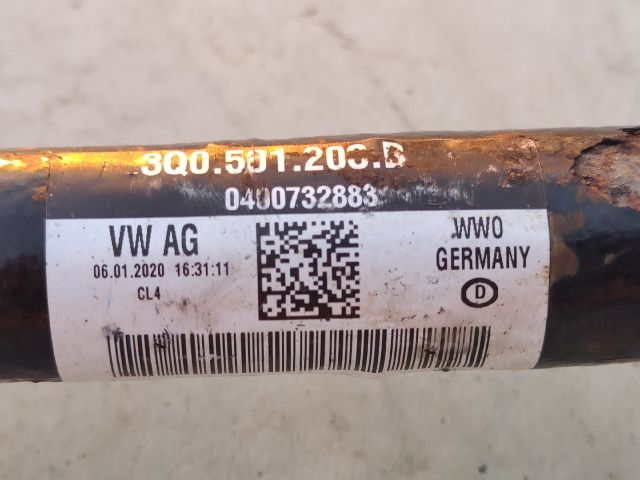 3Q0.501.203.B
0400732883
VW AG
WWO
06.01.2020 16:31:11
GERMANY
CL4
D